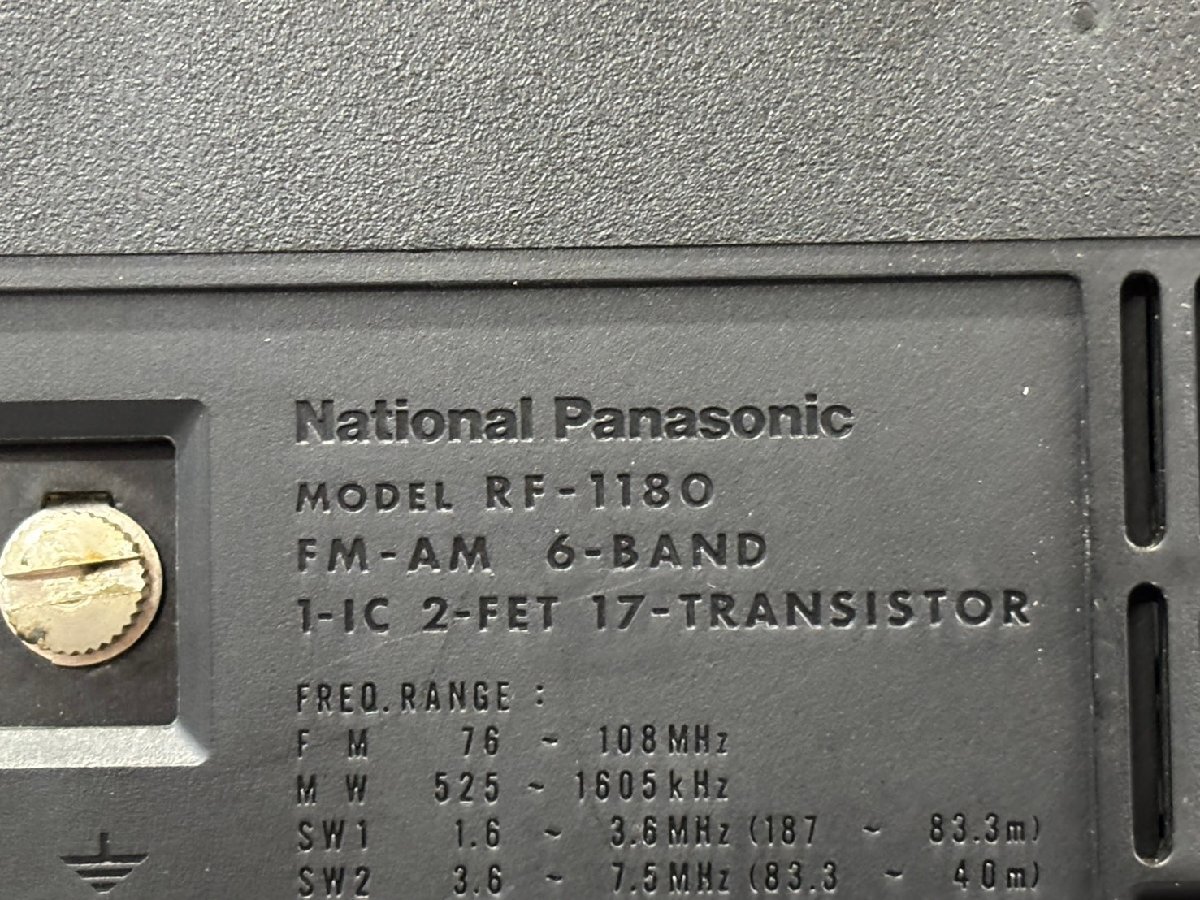 National Panasonic
MODEL RF-1180
FM-AM 6-BAND
1-IC 2-FET 17-TRANSISTOR
FREQ.RANGE :
F M 76 ~ 108MHz
M W 525 ~ 1605kHz
SW1 1.6 ~ 3.6MHz (187 ~ 83.3m)
SW2 3.6 ~ 7.5MHz (83.3 ~ 40m)